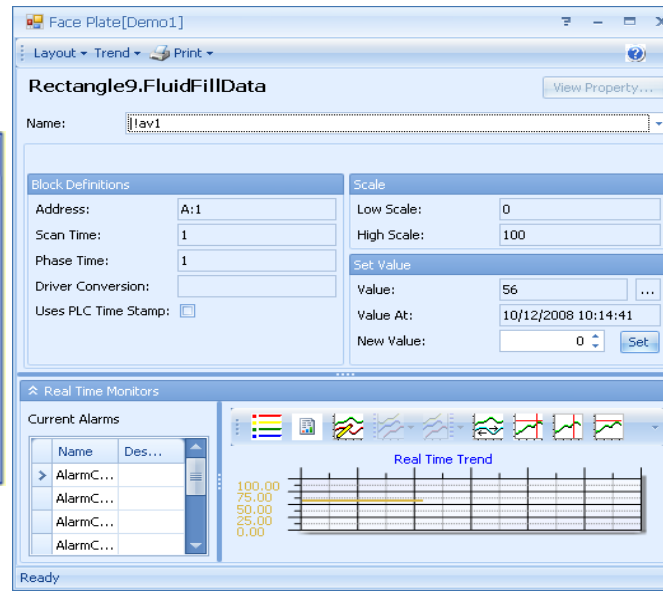 Face Plate[Demo1]
Layout Trend Print
Rectangle9.FluidFillData
View Property...
Name: !!av1
Block Definitions
Address: A:1
Scan Time: 1
Phase Time: 1
Driver Conversion:
Uses PLC Time Stamp:
Scale
Low Scale: 0
High Scale: 100
Set Value
Value: 56 ...
Value At: 10/12/2008 10:14:41
New Value: 0 Set
Real Time Monitors
Current Alarms
Name Des...
AlarmC...
AlarmC...
AlarmC...
AlarmC...
Real Time Trend
100.00
75.00
50.00
25.00
0.00
Ready